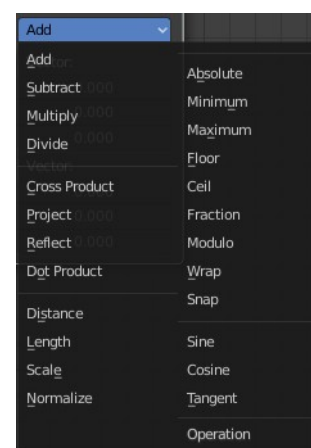 Add
Add
Subtract
Multiply
Divide
Cross Product
Project
Reflect
Dot Product
Distance
Length
Scale
Normalize
Absolute
Minimum
Maximum
Floor
Ceil
Fraction
Modulo
Wrap
Snap
Sine
Cosine
Tangent
Operation